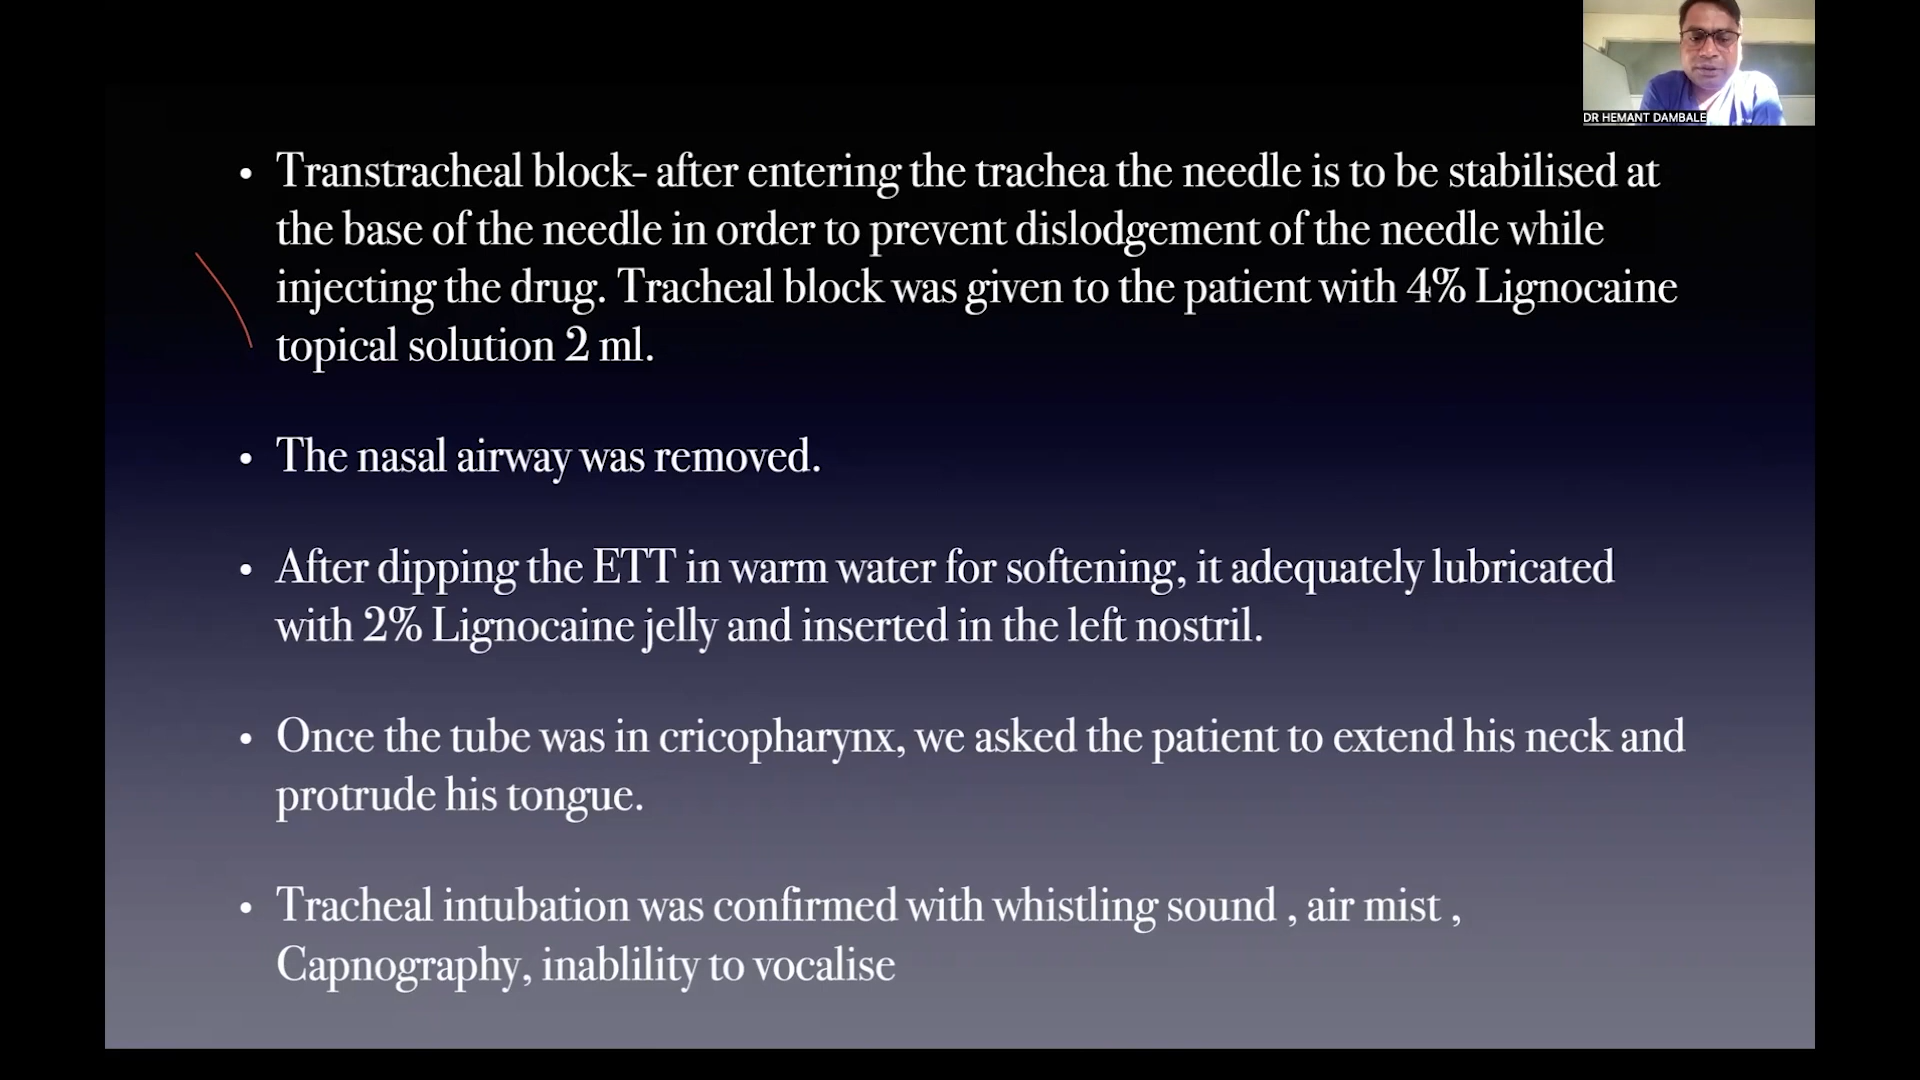 DR HEMANT DAMBALE
• Transtracheal block- after entering the trachea the needle is to be stabilised at
the base of the needle in order to prevent dislodgement of the needle while
injecting the drug. Tracheal block was given to the patient with 4% Lignocaine
topical solution 2 ml.
• The nasal airway was removed.
• After dipping the ETT in warm water for softening, it adequately lubricated
with 2% Lignocaine jelly and inserted in the left nostril.
• Once the tube was in cricopharynx, we asked the patient to extend his neck and
protrude his tongue.
• Tracheal intubation was confirmed with whistling sound , air mist ,
Capnography, inablility to vocalise